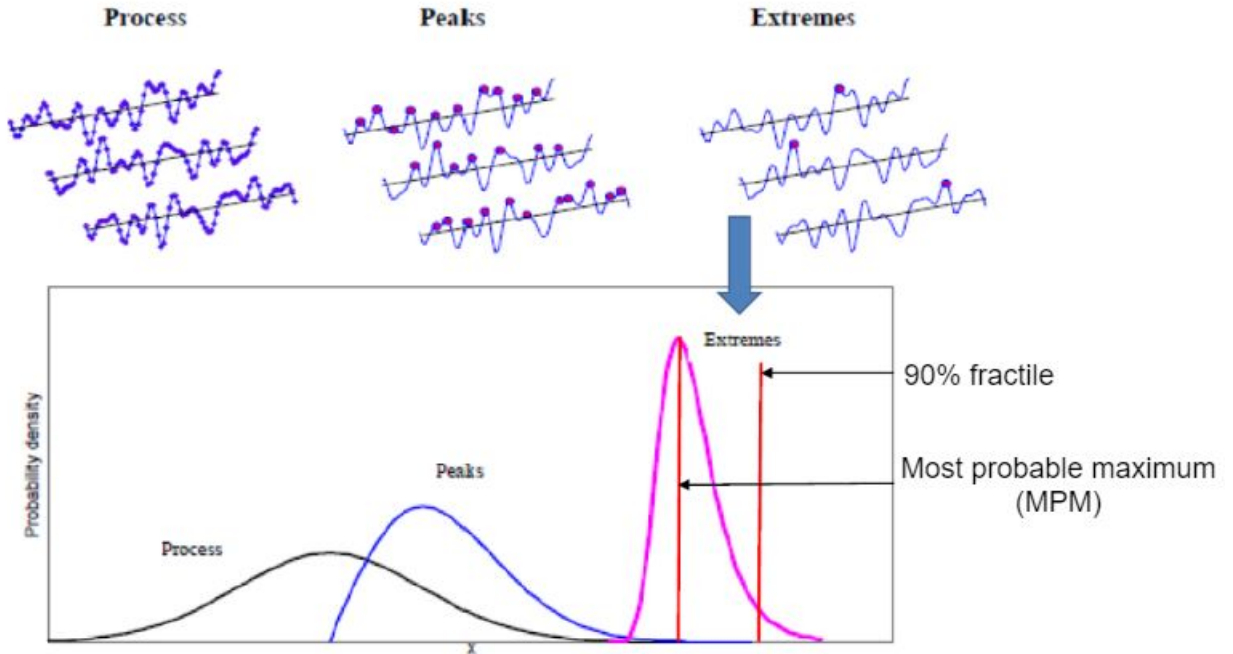 Process
Peaks
Extremes
Extremes
90% fractile
Probability density
Peaks
Most probable maximum
(MPM)
Process
x